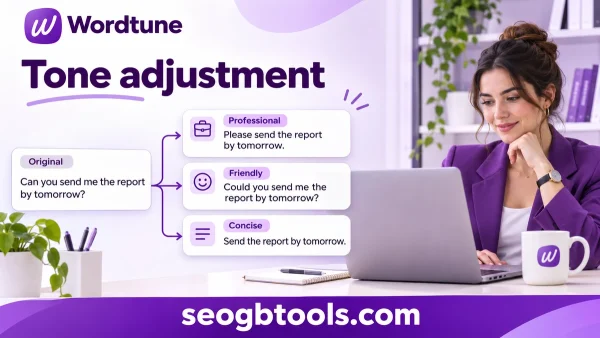 Wordtune
Tone adjustment
Original
Can you send me the report
by tomorrow?
Professional
Please send the report
by tomorrow.
Friendly
Could you send me the
report by tomorrow?
Concise
Send the report by tomorrow.
seogbtools.com